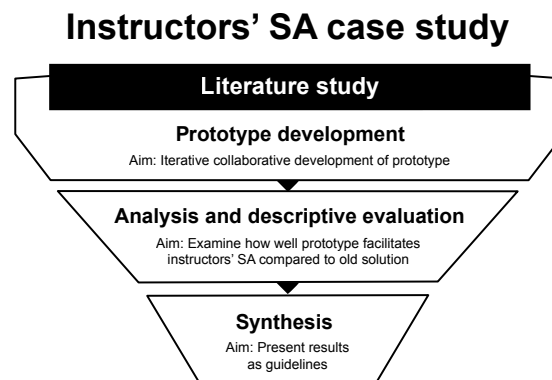 Instructors’ SA case study
Literature study
Prototype development
Aim: Iterative collaborative development of prototype
Analysis and descriptive evaluation
Aim: Examine how well prototype facilitates
instructors’ SA compared to old solution
Synthesis
Aim: Present results
as guidelines